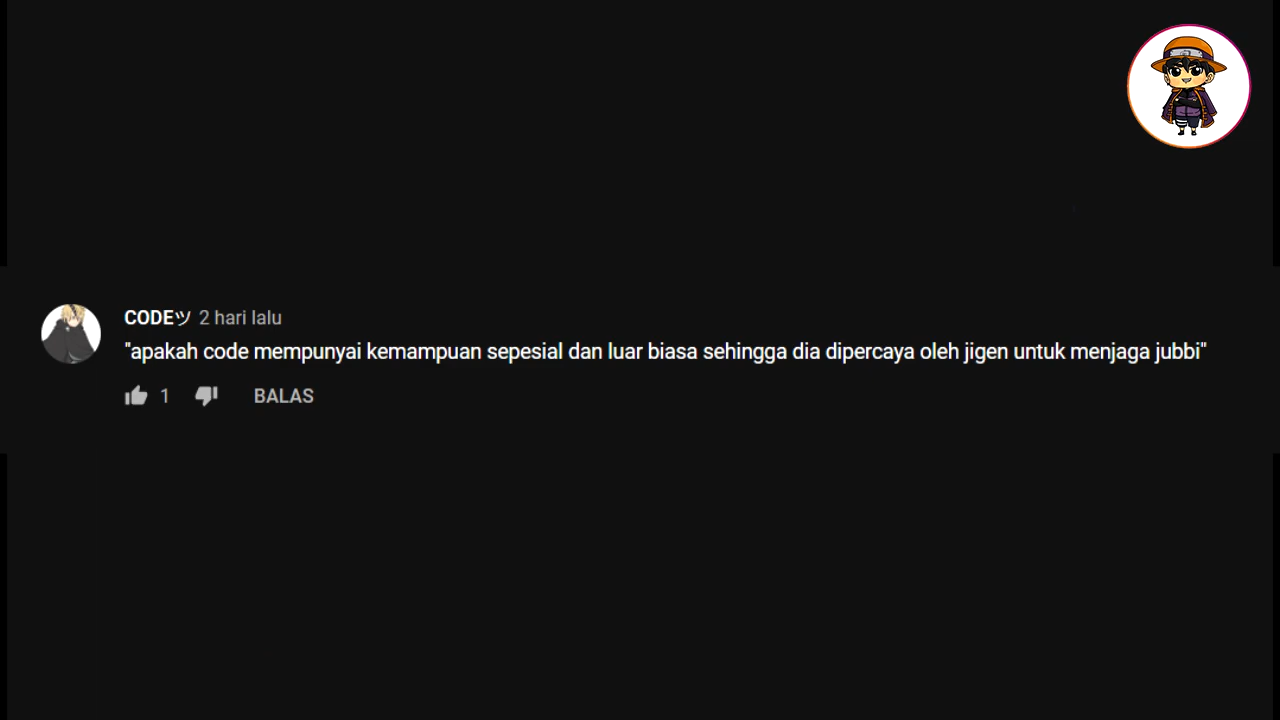 CODEツ 2 hari lalu
"apakah code mempunyai kemampuan sepesial dan luar biasa sehingga dia dipercaya oleh jigen untuk menjaga jubbi"
1 BALAS